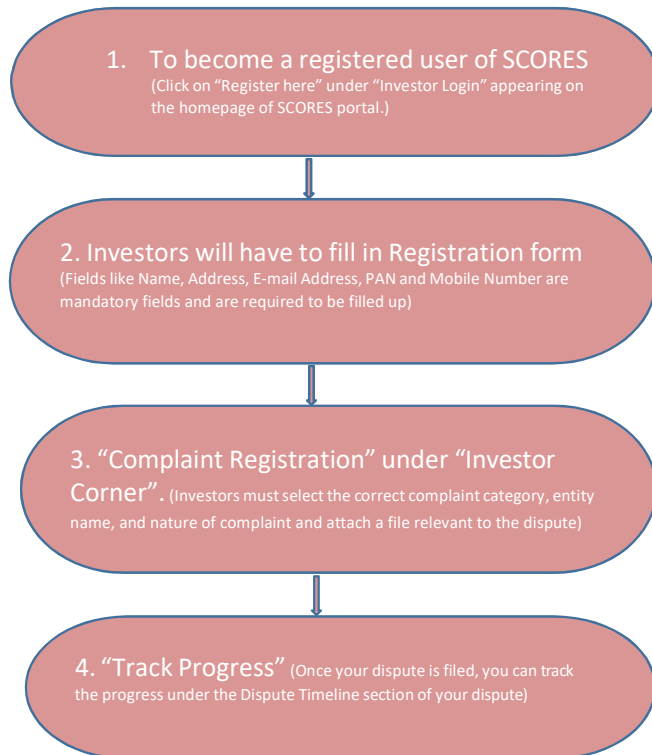 1. To become a registered user of SCORES
(Click on “Register here” under “Investor Login” appearing on
the homepage of SCORES portal.)
2. Investors will have to fill in Registration form
(Fields like Name, Address, E-mail Address, PAN and Mobile Number are
mandatory fields and are required to be filled up)
3. “Complaint Registration” under “Investor
Corner”. (Investors must select the correct complaint category, entity
name, and nature of complaint and attach a file relevant to the dispute)
4. “Track Progress” (Once your dispute is filed, you can track
the progress under the Dispute Timeline section of your dispute)